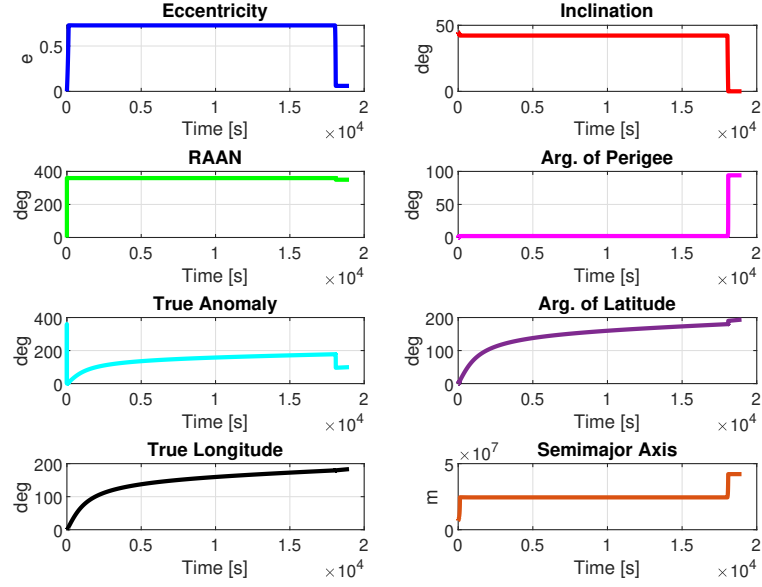 Eccentricity
e
0.5
0
0 0.5 1 1.5 2
Time [s]
× 10^4
Inclination
deg
50
0
0 0.5 1 1.5 2
Time [s]
× 10^4
RAAN
deg
400
200
0
0 0.5 1 1.5 2
Time [s]
× 10^4
Arg. of Perigee
deg
100
50
0
0 0.5 1 1.5 2
Time [s]
× 10^4
True Anomaly
deg
400
200
0
0 0.5 1 1.5 2
Time [s]
× 10^4
Arg. of Latitude
deg
200
100
0
0 0.5 1 1.5 2
Time [s]
× 10^4
True Longitude
deg
200
100
0
0 0.5 1 1.5 2
Time [s]
× 10^4
× 10^7
Semimajor Axis
m
5
0
0 0.5 1 1.5 2
Time [s]
× 10^4